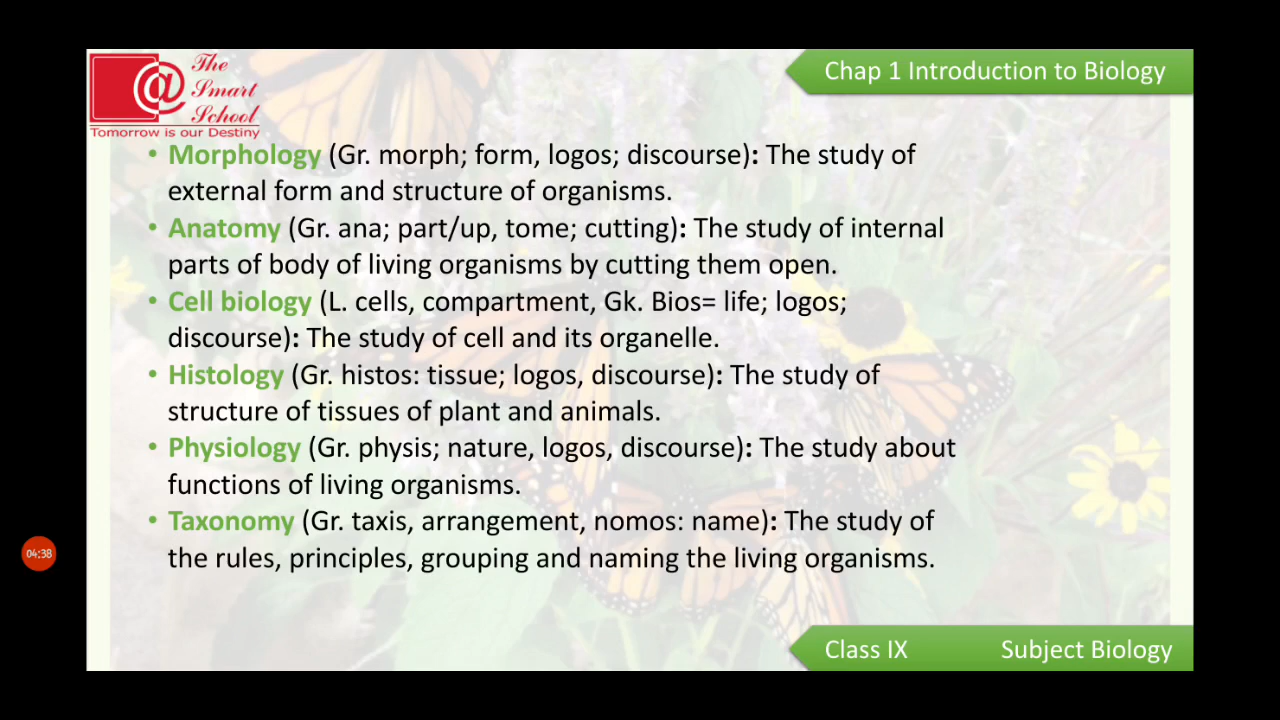 The
Smart
School
Tomorrow is our Destiny
Chap 1 Introduction to Biology
• Morphology (Gr. morph; form, logos; discourse): The study of
external form and structure of organisms.
• Anatomy (Gr. ana; part/up, tome; cutting): The study of internal
parts of body of living organisms by cutting them open.
• Cell biology (L. cells, compartment, Gk. Bios= life; logos;
discourse): The study of cell and its organelle.
• Histology (Gr. histos: tissue; logos, discourse): The study of
structure of tissues of plant and animals.
• Physiology (Gr. physis; nature, logos, discourse): The study about
functions of living organisms.
• Taxonomy (Gr. taxis, arrangement, nomos: name): The study of
the rules, principles, grouping and naming the living organisms.
04:38
Class IX Subject Biology